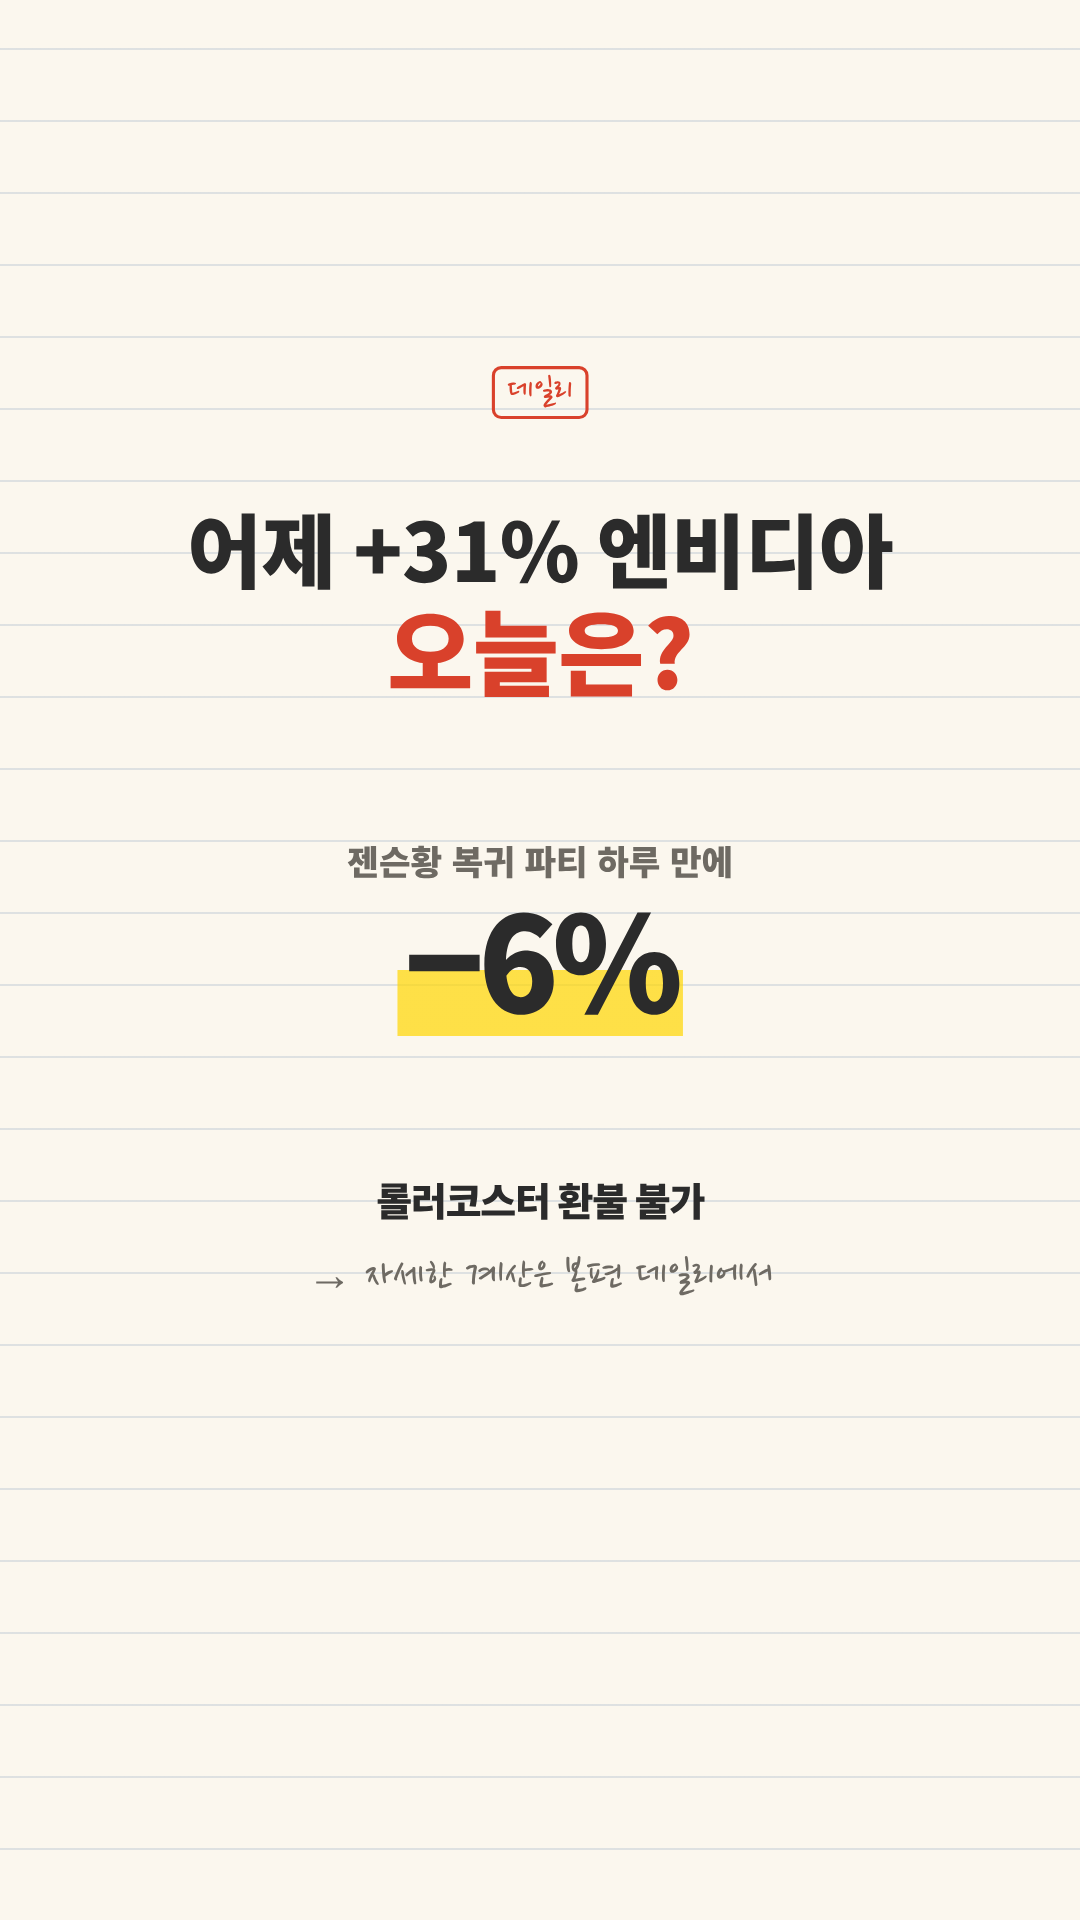 데일리
어제 +31% 엔비디아
오늘은?
젠슨황 복귀 파티 하루 만에
−6%
롤러코스터 환불 불가
→ 자세한 계산은 본편 데일리에서